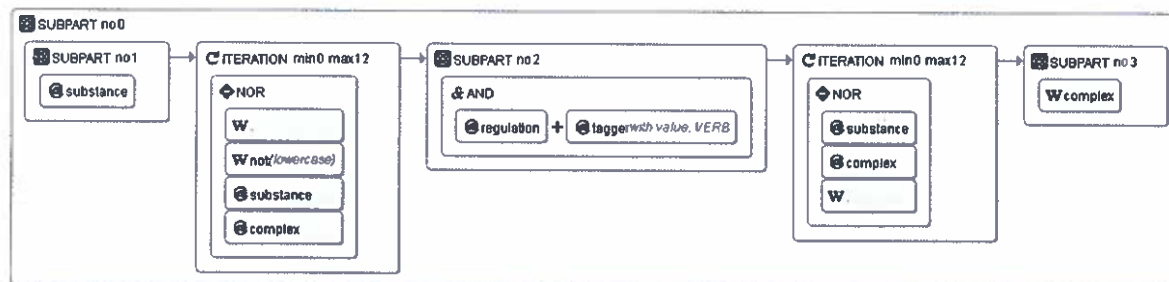 SUBPART no0
SUBPART no1
@substance
ITERATION min0 max12
NOR
W .
W not(lowercase)
@substance
@complex
SUBPART no2
& AND
@regulation + @tagger with value, VERB
ITERATION min0 max12
NOR
@substance
@complex
W .
SUBPART no3
W complex